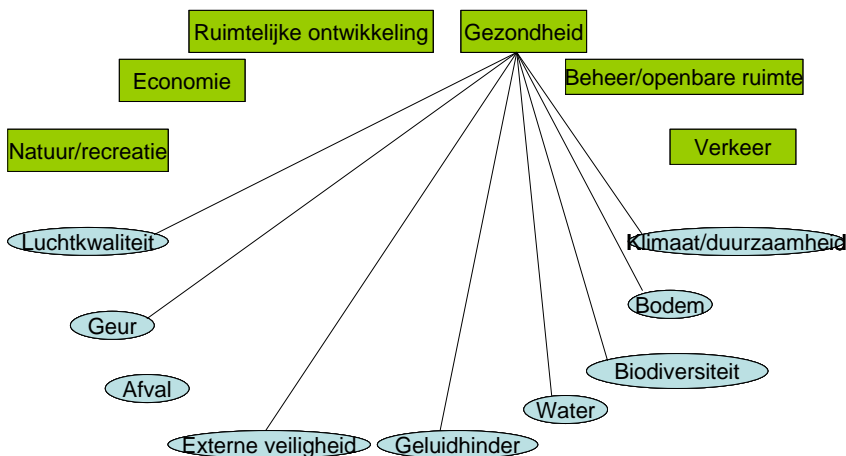 Ruimtelijke ontwikkeling
Gezondheid
Economie
Beheer/openbare ruimte
Natuur/recreatie
Verkeer
Luchtkwaliteit
Klimaat/duurzaamheid
Geur
Bodem
Afval
Biodiversiteit
Water
Externe veiligheid
Geluidhinder